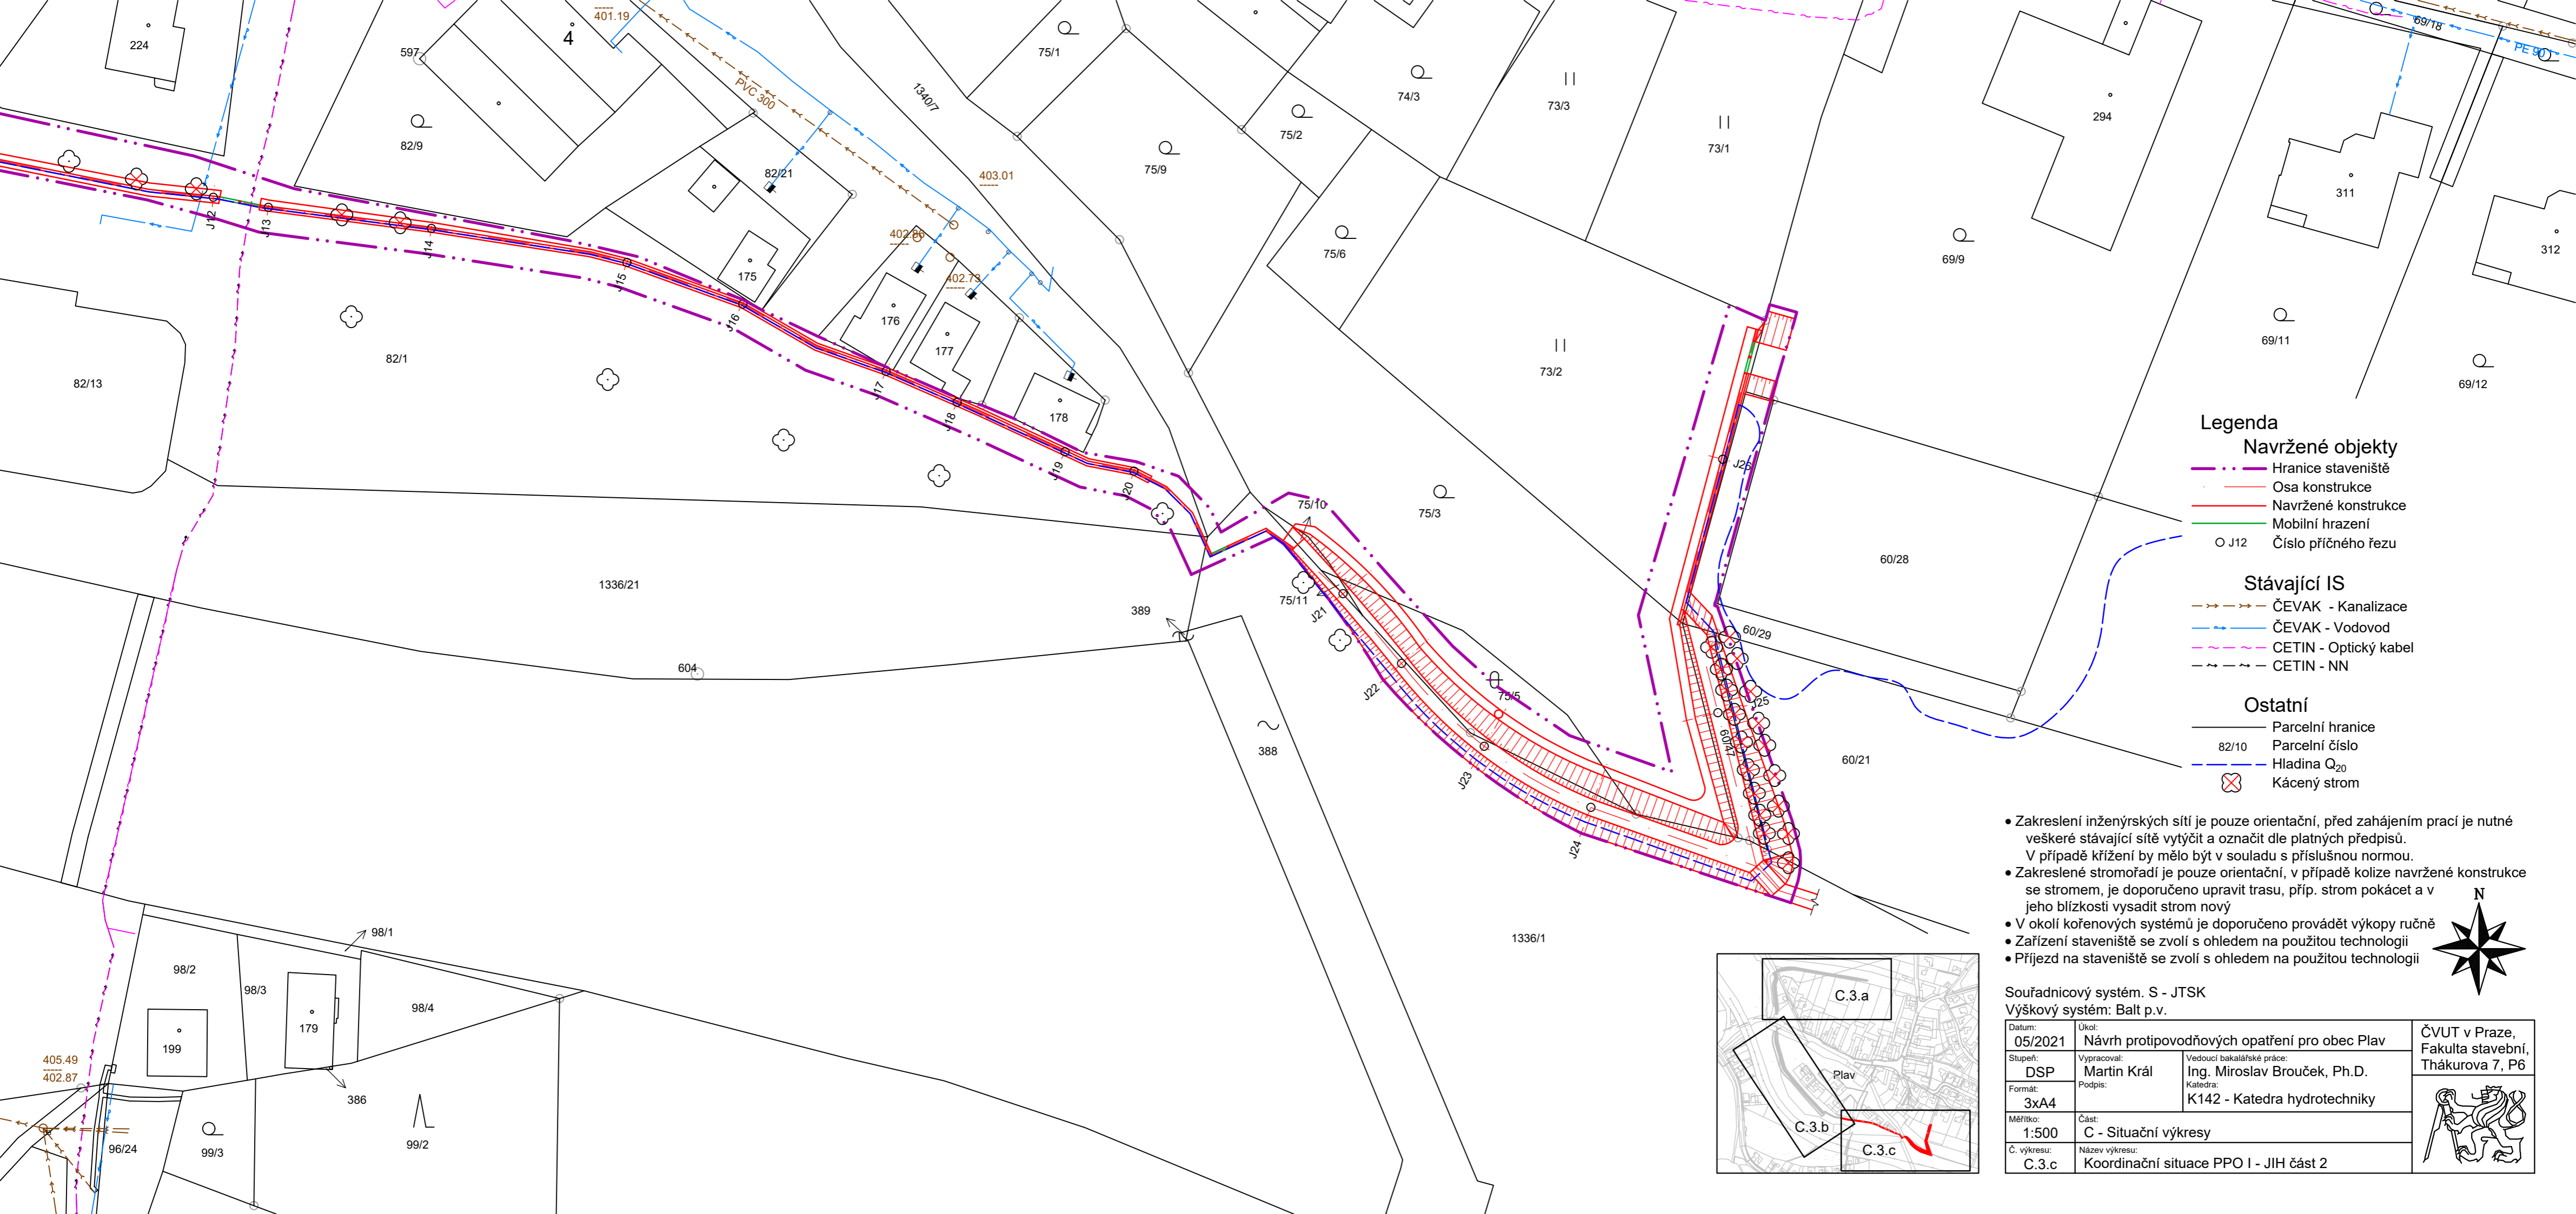 224
597
4
401.19
PVC 300
1340/7
75/1
74/3
73/3
73/1
75/2
75/9
75/6
82/9
82/21
403.01
402.86
402.73
294
69/18
PE 90
311
312
69/9
69/11
69/12
J12
J13
J14
J15
J16
J17
J18
J19
J20
175
176
177
178
82/13
82/1
73/2
75/3
75/10
75/11
J21
J22
J23
J24
J25
J26
75/5
60/28
60/29
60/47
60/21
1336/21
389
604
388
1336/1
98/1
98/2
98/3
98/4
199
179
386
405.49
402.87
96/24
99/3
99/2
Legenda
Navržené objekty
Hranice staveniště
Osa konstrukce
Navržené konstrukce
Mobilní hrazení
J12 Číslo příčného řezu
Stávající IS
ČEVAK - Kanalizace
ČEVAK - Vodovod
CETIN - Optický kabel
CETIN - NN
Ostatní
Parcelní hranice
82/10 Parcelní číslo
Hladina Q20
Kácený strom
• Zakreslení inženýrských sítí je pouze orientační, před zahájením prací je nutné
veškeré stávající sítě vytýčit a označit dle platných předpisů.
V případě křížení by mělo být v souladu s příslušnou normou.
• Zakreslené stromořadí je pouze orientační, v případě kolize navržené konstrukce
se stromem, je doporučeno upravit trasu, příp. strom pokácet a v
jeho blízkosti vysadit strom nový
• V okolí kořenových systémů je doporučeno provádět výkopy ručně
• Zařízení staveniště se zvolí s ohledem na použitou technologii
• Příjezd na staveniště se zvolí s ohledem na použitou technologii
N
C.3.a
Plav
C.3.b
C.3.c
Souřadnicový systém. S - JTSK
Výškový systém: Balt p.v.
Datum:
05/2021
Úkol:
Návrh protipovodňových opatření pro obec Plav
ČVUT v Praze,
Fakulta stavební,
Thákurova 7, P6
Stupeň:
DSP
Vypracoval:
Martin Král
Vedoucí bakalářské práce:
Ing. Miroslav Brouček, Ph.D.
Formát:
3xA4
Podpis:
Katedra:
K142 - Katedra hydrotechniky
Měřítko:
1:500
Část:
C - Situační výkresy
Č. výkresu:
C.3.c
Název výkresu:
Koordinační situace PPO I - JIH část 2